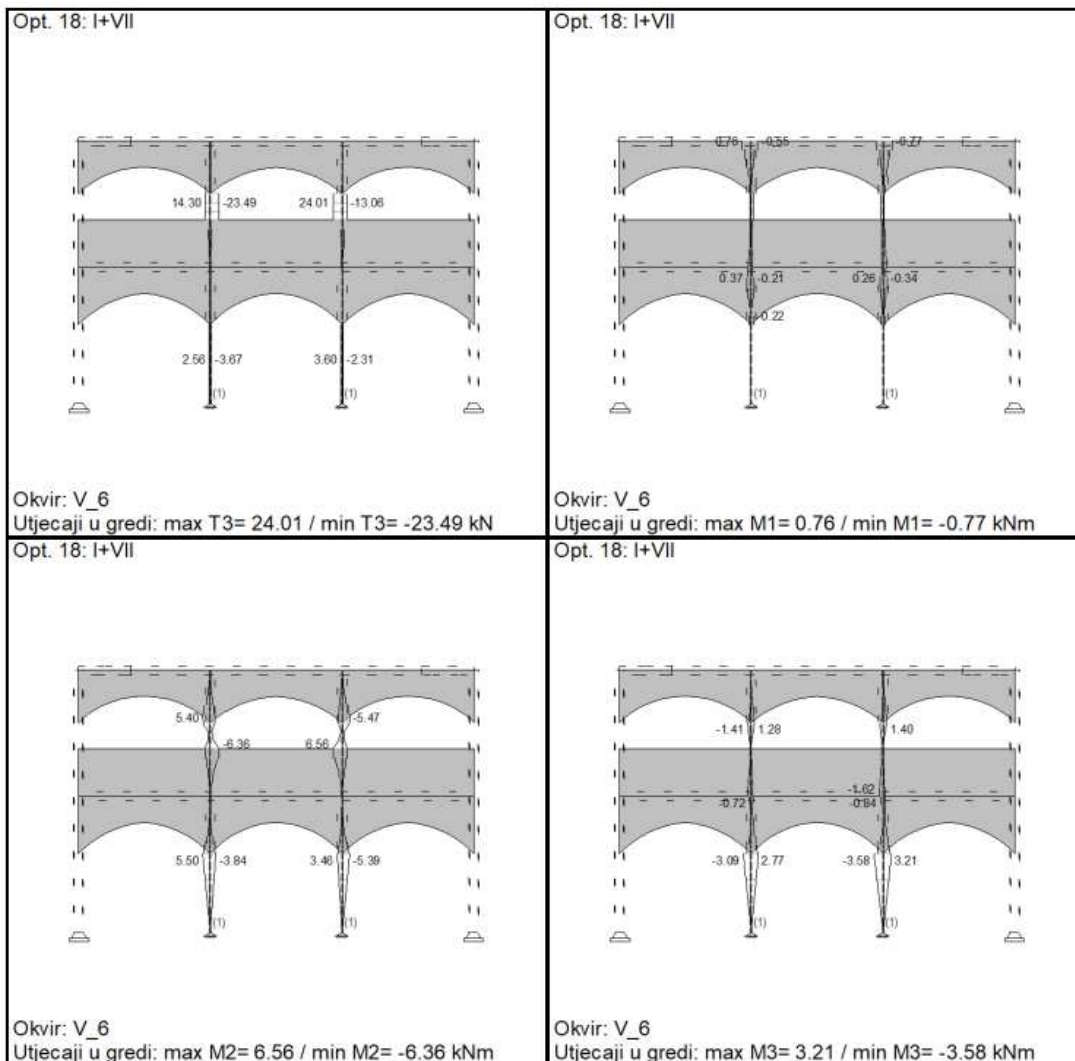 Opt. 18: I+VII
14.30 -23.49 24.01 -13.06
2.56 -3.67 3.60 -2.31
(1) (1)
Okvir: V_6
Utjecaji u gredi: max T3= 24.01 / min T3= -23.49 kN
Opt. 18: I+VII
0.76 -0.55 -0.77
0.37 -0.21 0.26 -0.34
-0.22
(1) (1)
Okvir: V_6
Utjecaji u gredi: max M1= 0.76 / min M1= -0.77 kNm
Opt. 18: I+VII
5.40 -5.47
-6.36 6.56
5.50 -3.84 3.46 -5.39
(1) (1)
Okvir: V_6
Utjecaji u gredi: max M2= 6.56 / min M2= -6.36 kNm
Opt. 18: I+VII
-1.41 1.28 1.40
-1.62
-0.72 -0.84
-3.09 2.77 -3.58 3.21
(1) (1)
Okvir: V_6
Utjecaji u gredi: max M3= 3.21 / min M3= -3.58 kNm